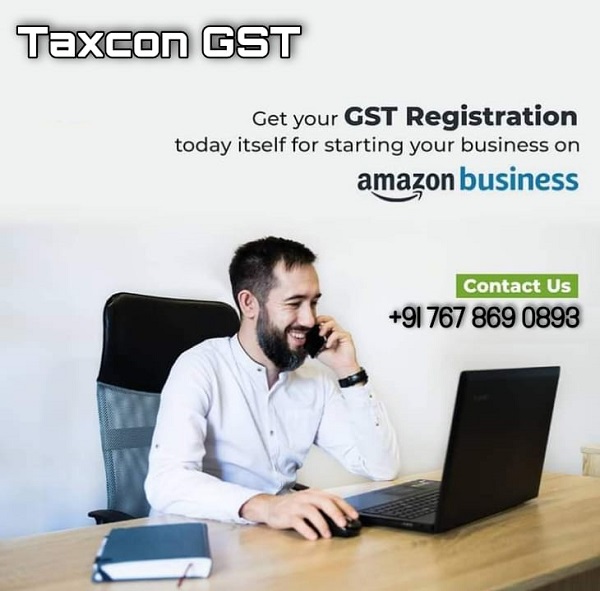 Taxcon GST
Get your GST Registration
today itself for starting your business on
amazon business
Contact Us
+91 767 869 0893